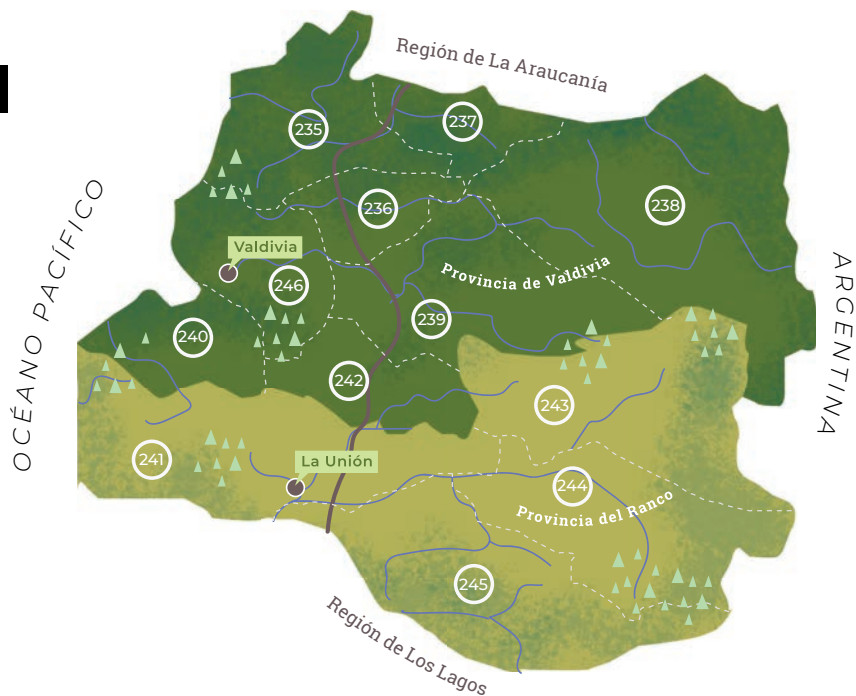 Región de La Araucanía
235
237
236
238
OCÉANO PACÍFICO
Valdivia
246
Provincia de Valdivia
ARGENTINA
239
240
242
243
241
La Unión
244
Provincia del Ranco
245
Región de Los Lagos